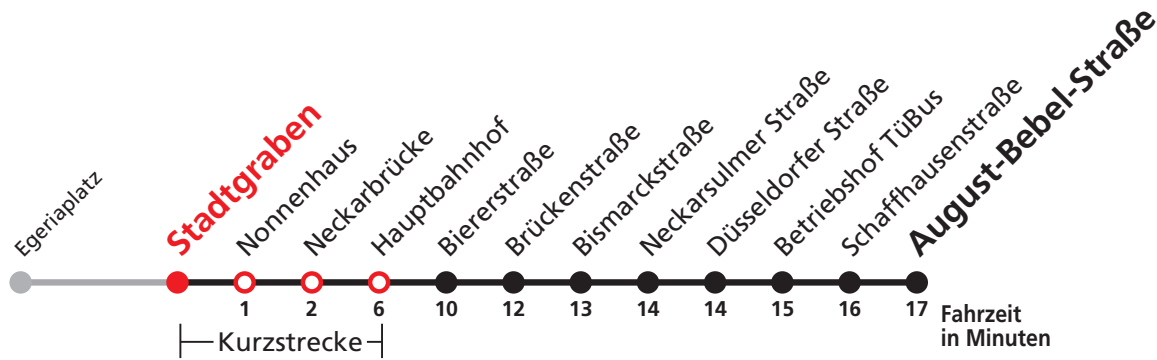 Egeriaplatz
Stadtgraben
Nonnenhaus
Neckarbrücke
Hauptbahnhof
Biererstraße
Brückenstraße
Bismarckstraße
Neckarsulmer Straße
Düsseldorfer Straße
Betriebshof TüBus
Schaffhausenstraße
August-Bebel-Straße
1 2 6 10 12 13 14 14 15 16 17
Fahrzeit
in Minuten
Kurzstrecke